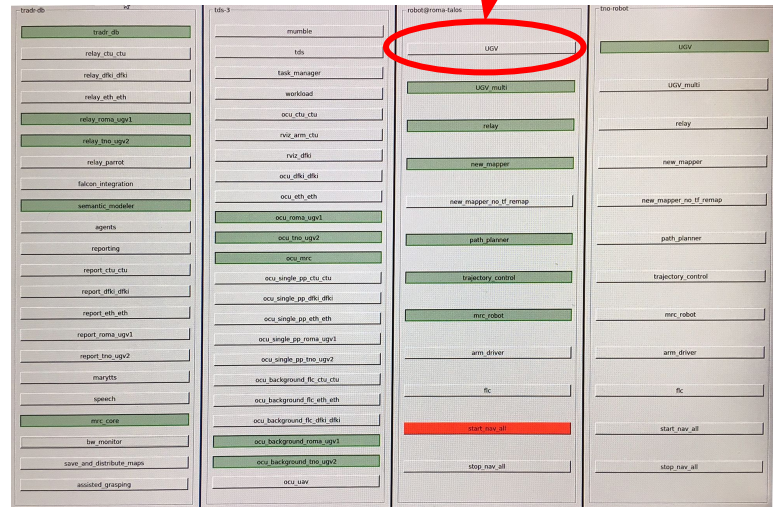 tradr-db
tradr_db
relay_ctu_ctu
relay_dfki_dfki
relay_eth_eth
relay_roma_ugv1
relay_tno_ugv2
relay_parrot
falcon_integration
semantic_modeler
agents
reporting
report_ctu_ctu
report_dfki_dfki
report_eth_eth
report_roma_ugv1
report_tno_ugv2
marytts
speech
mrc_core
bw_monitor
save_and_distribute_maps
assisted_grasping
tds-3
mumble
tds
task_manager
workload
ocu_ctu_ctu
rviz_arm_ctu
rviz_dfki
ocu_dfki_dfki
ocu_eth_eth
ocu_roma_ugv1
ocu_tno_ugv2
ocu_mrc
ocu_single_pp_ctu_ctu
ocu_single_pp_dfki_dfki
ocu_single_pp_eth_eth
ocu_single_pp_roma_ugv1
ocu_single_pp_tno_ugv2
ocu_background_flc_ctu_ctu
ocu_background_flc_eth_eth
ocu_background_flc_dfki_dfki
ocu_background_roma_ugv1
ocu_background_tno_ugv2
ocu_uav
robot@roma-talos
UGV
UGV_multi
relay
new_mapper
new_mapper_no_tf_remap
path_planner
trajectory_control
mrc_robot
arm_driver
flc
start_nav_all
stop_nav_all
tno-robot
UGV
UGV_multi
relay
new_mapper
new_mapper_no_tf_remap
path_planner
trajectory_control
mrc_robot
arm_driver
flc
start_nav_all
stop_nav_all